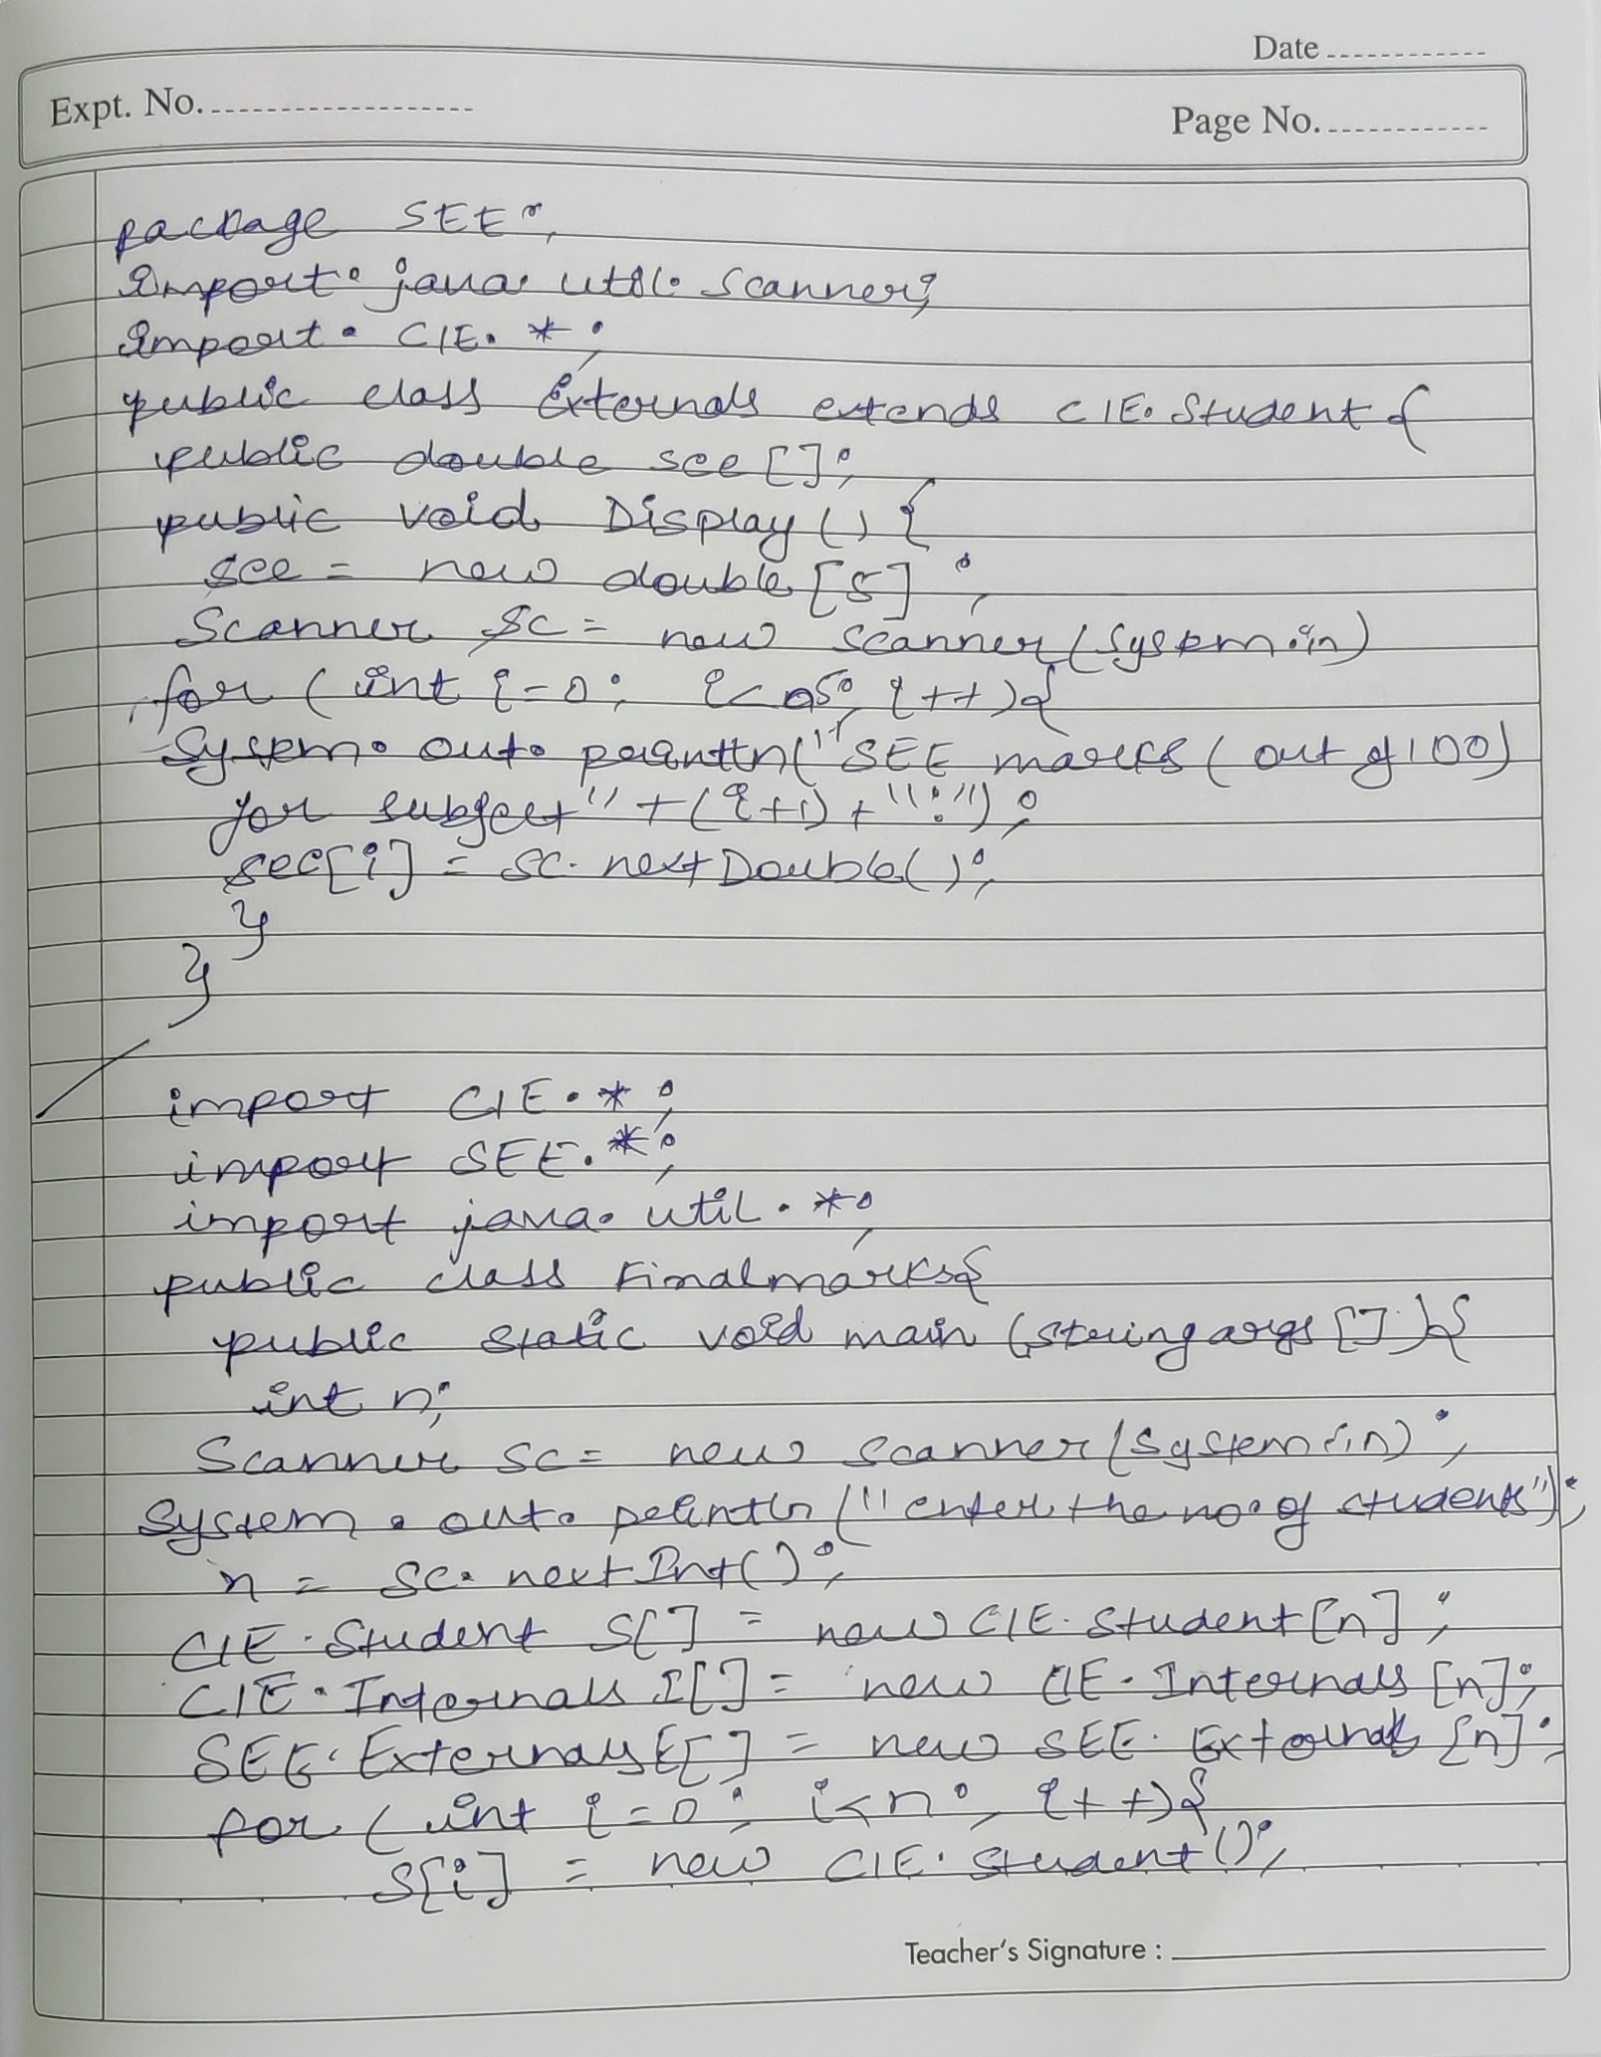 Date
Expt. No.
Page No.
package SEE;
Import. java. util. Scanner;
Import. CIE. *;
public class Externals extends CIE. Student {
public double see [];
public void Display () {
see = new double [5] ;
Scanner sc = new Scanner (System.in)
for ( int i=0; i<5; i++){
System. out. println("SEE marks ( out of 100)
for subject" + (i+1) + ":");
see[i] = sc. nextDouble();
}
}
import CIE.*;
import SEE.*;
import java. util. *;
public class Finalmarks{
public static void main (string args []){
int n;
Scanner sc = new Scanner (System.in) ;
System . out. println ("enter the no. of students");
n = sc. nextInt();
CIE. Student S[] = new CIE. Student [n] ;
CIE. Internals I[] = new CIE. Internals [n];
SEE. Externals E[] = new SEE. Externals [n];
for ( int i=0; i<n; i++){
S[i] = new CIE. Student ();
Teacher's Signature :